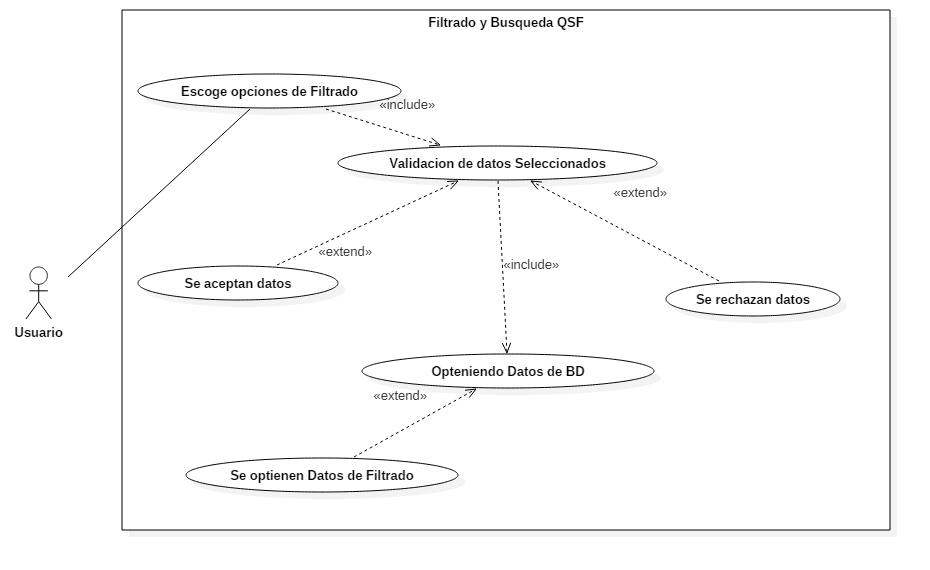 Filtrado y Busqueda QSF
Escoge opciones de Filtrado
«include»
Validacion de datos Seleccionados
«extend»
«extend»
«include»
Se aceptan datos
Se rechazan datos
Usuario
Opteniendo Datos de BD
«extend»
Se optienen Datos de Filtrado